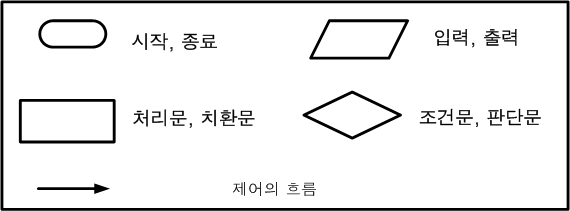 시작, 종료
입력, 출력
처리문, 치환문
조건문, 판단문
제어의 흐름